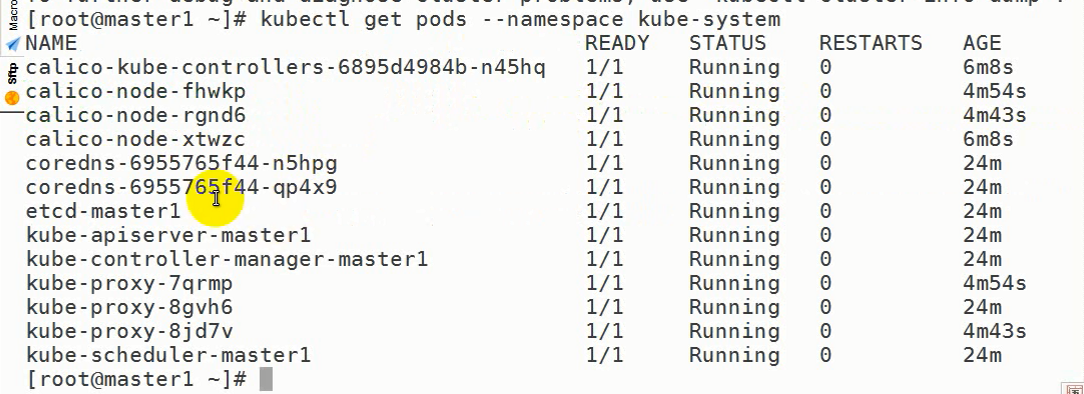 [root@master1 ~]# kubectl get pods --namespace kube-system
NAME READY STATUS RESTARTS AGE
calico-kube-controllers-6895d4984b-n45hq 1/1 Running 0 6m8s
calico-node-fhwkp 1/1 Running 0 4m54s
calico-node-rgnd6 1/1 Running 0 4m43s
calico-node-xtwzc 1/1 Running 0 6m8s
coredns-6955765f44-n5hpg 1/1 Running 0 24m
coredns-6955765f44-qp4x9 1/1 Running 0 24m
etcd-master1 1/1 Running 0 24m
kube-apiserver-master1 1/1 Running 0 24m
kube-controller-manager-master1 1/1 Running 0 24m
kube-proxy-7qrmp 1/1 Running 0 4m54s
kube-proxy-8gvh6 1/1 Running 0 24m
kube-proxy-8jd7v 1/1 Running 0 4m43s
kube-scheduler-master1 1/1 Running 0 24m
[root@master1 ~]#
Macro
Sftp